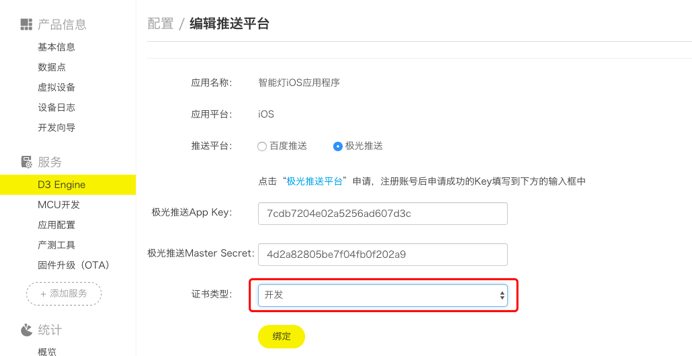 产品信息
基本信息
数据点
虚拟设备
设备日志
开发向导
服务
D3 Engine
MCU开发
应用配置
产测工具
固件升级（OTA）
+ 添加服务
统计
概览
配置 / 编辑推送平台
应用名称： 智能灯iOS应用程序
应用平台： iOS
推送平台： 百度推送 极光推送
点击“极光推送平台”申请，注册账号后申请成功的Key填写到下方的输入框中
极光推送App Key： 7cdb7204e02a5256ad607d3c
极光推送Master Secret： 4d2a82805be7f04fb0f202a9
证书类型： 开发
绑定